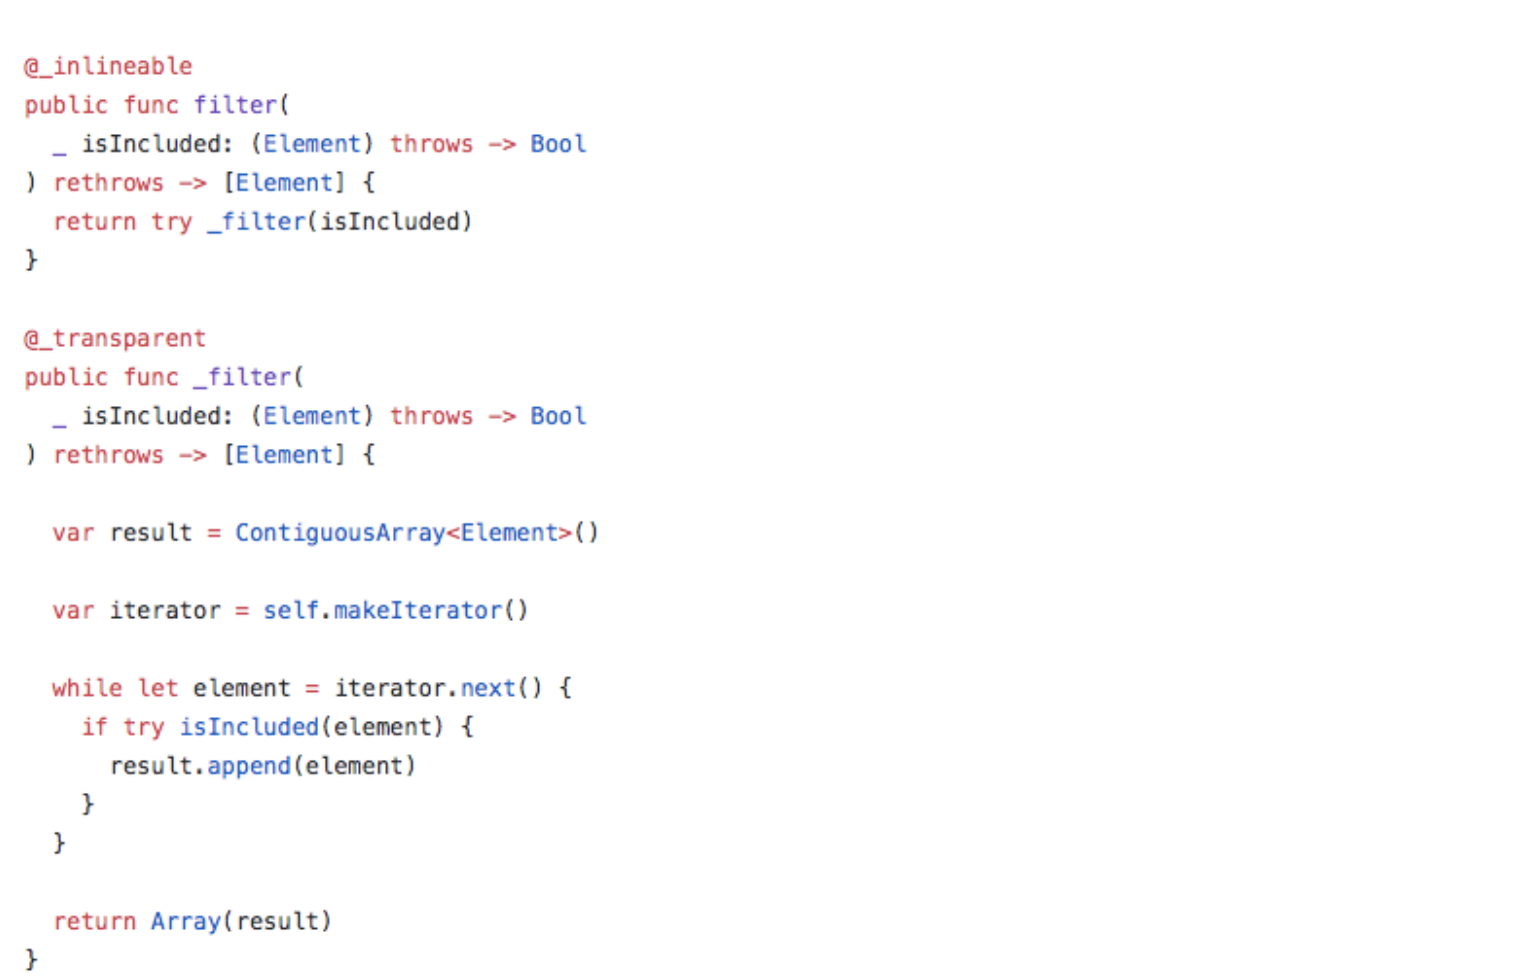 @_inlineable
public func filter(
  _ isIncluded: (Element) throws -> Bool
) rethrows -> [Element] {
  return try _filter(isIncluded)
}
@_transparent
public func _filter(
  _ isIncluded: (Element) throws -> Bool
) rethrows -> [Element] {
  var result = ContiguousArray<Element>()
  var iterator = self.makeIterator()
  while let element = iterator.next() {
    if try isIncluded(element) {
      result.append(element)
    }
  }
  return Array(result)
}